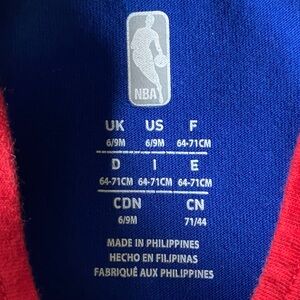 NBA
UK US F
6/9M 6/9M 64-71CM
D I E
64-71CM 64-71CM 64-71CM
CDN CN
6/9M 71/44
MADE IN PHILIPPINES
HECHO EN FILIPINAS
FABRIQUÉ AUX PHILIPPINES